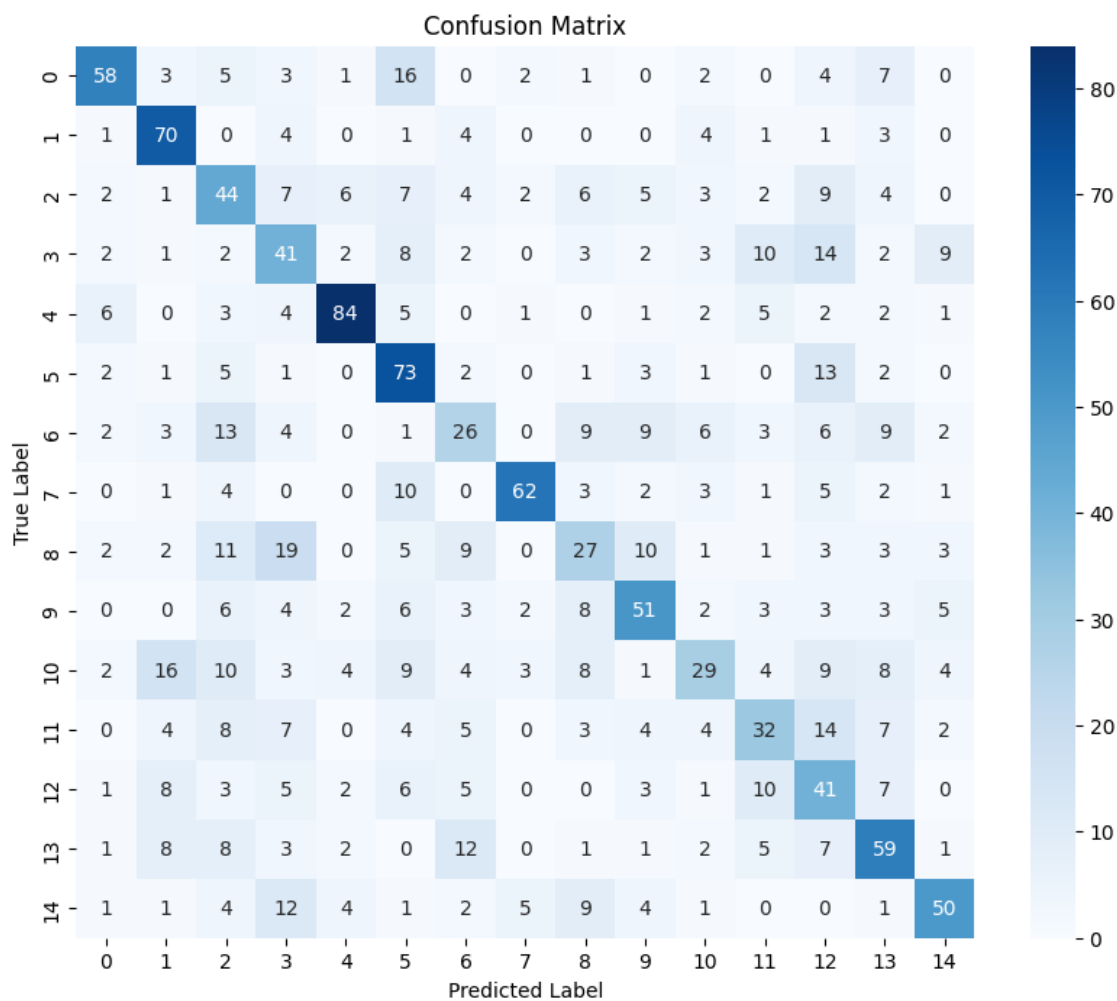 Confusion Matrix
0 58 3 5 3 1 16 0 2 1 0 2 0 4 7 0
1 1 70 0 4 0 1 4 0 0 0 4 1 1 3 0
2 2 1 44 7 6 7 4 2 6 5 3 2 9 4 0
3 2 1 2 41 2 8 2 0 3 2 3 10 14 2 9
4 6 0 3 4 84 5 0 1 0 1 2 5 2 2 1
5 2 1 5 1 0 73 2 0 1 3 1 0 13 2 0
6 2 3 13 4 0 1 26 0 9 9 6 3 6 9 2
7 0 1 4 0 0 10 0 62 3 2 3 1 5 2 1
8 2 2 11 19 0 5 9 0 27 10 1 1 3 3 3
9 0 0 6 4 2 6 3 2 8 51 2 3 3 3 5
10 2 16 10 3 4 9 4 3 8 1 29 4 9 8 4
11 0 4 8 7 0 4 5 0 3 4 4 32 14 7 2
12 1 8 3 5 2 6 5 0 0 3 1 10 41 7 0
13 1 8 8 3 2 0 12 0 1 1 2 5 7 59 1
14 1 1 4 12 4 1 2 5 9 4 1 0 0 1 50
0 1 2 3 4 5 6 7 8 9 10 11 12 13 14
Predicted Label
True Label
80
70
60
50
40
30
20
10
0